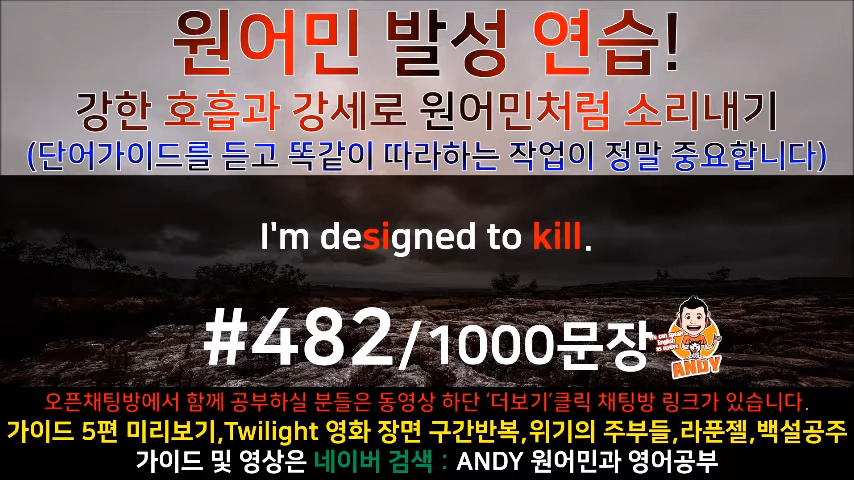 원어민 발성 연습!
강한 호흡과 강세로 원어민처럼 소리내기
(단어가이드를 듣고 똑같이 따라하는 작업이 정말 중요합니다)
I'm designed to kill.
#482/1000문장
ANDY
오픈채팅방에서 함께 공부하실 분들은 동영상 하단 '더보기'클릭 채팅방 링크가 있습니다.
가이드 5편 미리보기,Twilight 영화 장면 구간반복,위기의 주부들,라푼젤,백설공주
가이드 및 영상은 네이버 검색 : ANDY 원어민과 영어공부